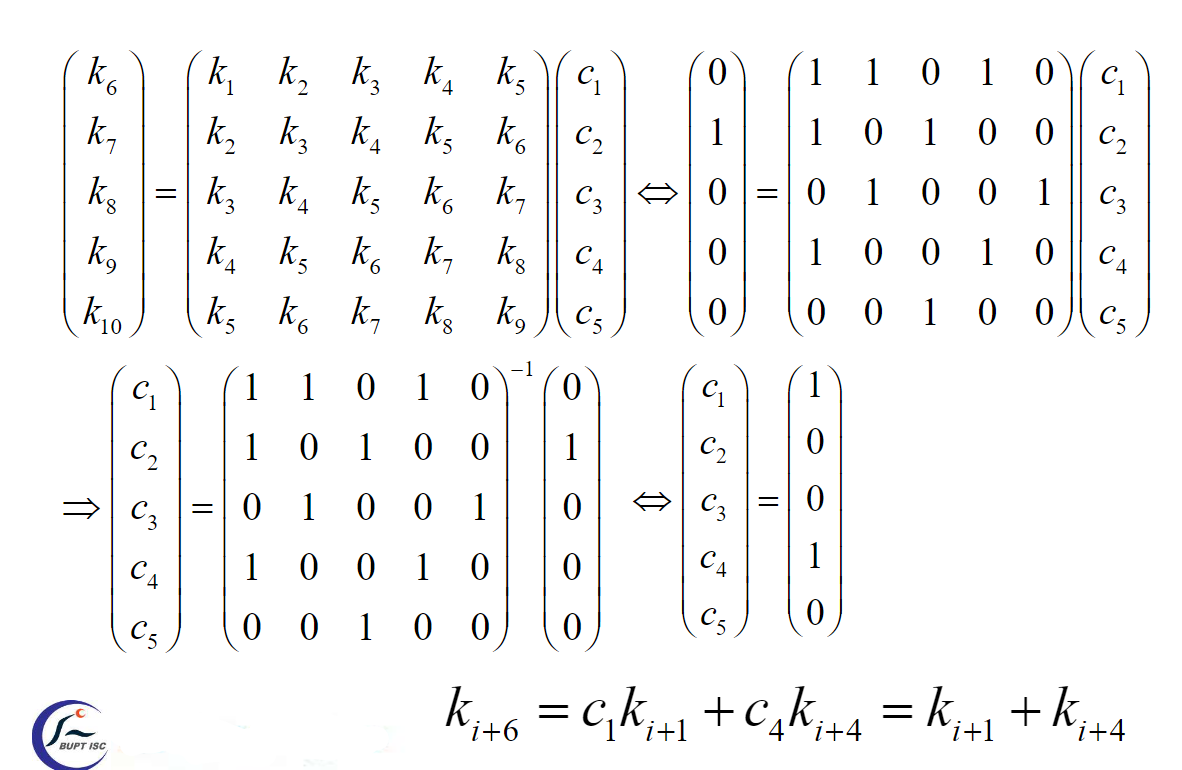 (k₆ k₇ k₈ k₉ k₁₀)ᵀ = (k₁ k₂ k₃ k₄ k₅; k₂ k₃ k₄ k₅ k₆; k₃ k₄ k₅ k₆ k₇; k₄ k₅ k₆ k₇ k₈; k₅ k₆ k₇ k₈ k₉) (c₁ c₂ c₃ c₄ c₅)ᵀ ⇔ (0 1 0 0 0)ᵀ = (1 1 0 1 0; 1 0 1 0 0; 0 1 0 0 1; 1 0 0 1 0; 0 0 1 0 0) (c₁ c₂ c₃ c₄ c₅)ᵀ
⇒ (c₁ c₂ c₃ c₄ c₅)ᵀ = (1 1 0 1 0; 1 0 1 0 0; 0 1 0 0 1; 1 0 0 1 0; 0 0 1 0 0)⁻¹ (0 1 0 0 0)ᵀ ⇔ (c₁ c₂ c₃ c₄ c₅)ᵀ = (1 0 0 1 0)ᵀ
kᵢ₊₆ = c₁kᵢ₊₁ + c₄kᵢ₊₄ = kᵢ₊₁ + kᵢ₊₄
BUPT ISC